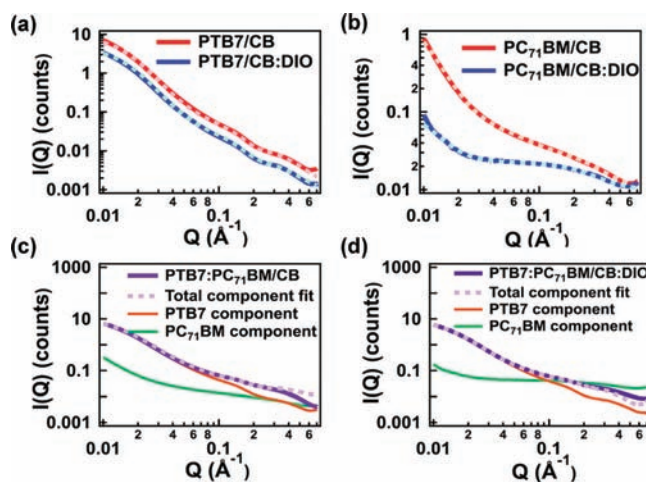 (a)
10
1
0.1
0.01
0.001
I(Q) (counts)
PTB7/CB
PTB7/CB:DIO
0.01
2
4
6
0.1
2
4
6
Q (Å⁻¹)
(b)
1
6
4
2
0.1
6
4
2
0.01
I(Q) (counts)
PC₇₁BM/CB
PC₇₁BM/CB:DIO
0.01
2
4
6
0.1
2
4
6
Q (Å⁻¹)
(c)
1000
10
0.1
0.001
I(Q) (counts)
PTB7:PC₇₁BM/CB
Total component fit
PTB7 component
PC₇₁BM component
0.01
2
4
6
0.1
2
4
6
Q (Å⁻¹)
(d)
1000
10
0.1
0.001
I(Q) (counts)
PTB7:PC₇₁BM/CB:DIO
Total component fit
PTB7 component
PC₇₁BM component
0.01
2
4
6
0.1
2
4
6
Q (Å⁻¹)